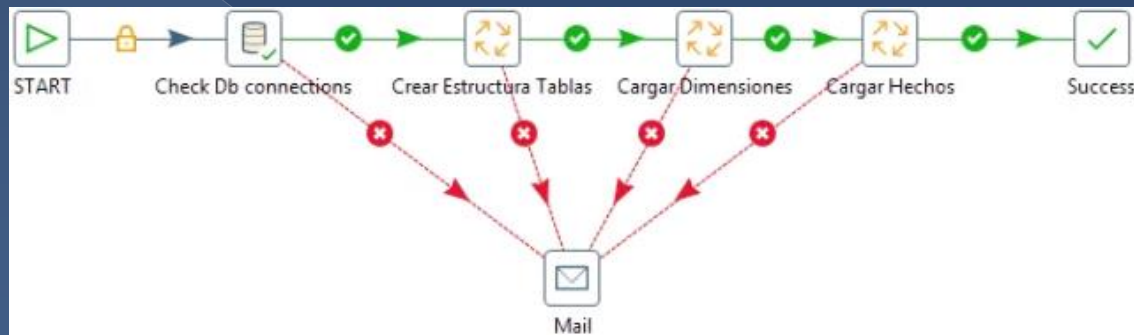 START
Check Db connections
Crear Estructura Tablas
Cargar Dimensiones
Cargar Hechos
Success
Mail